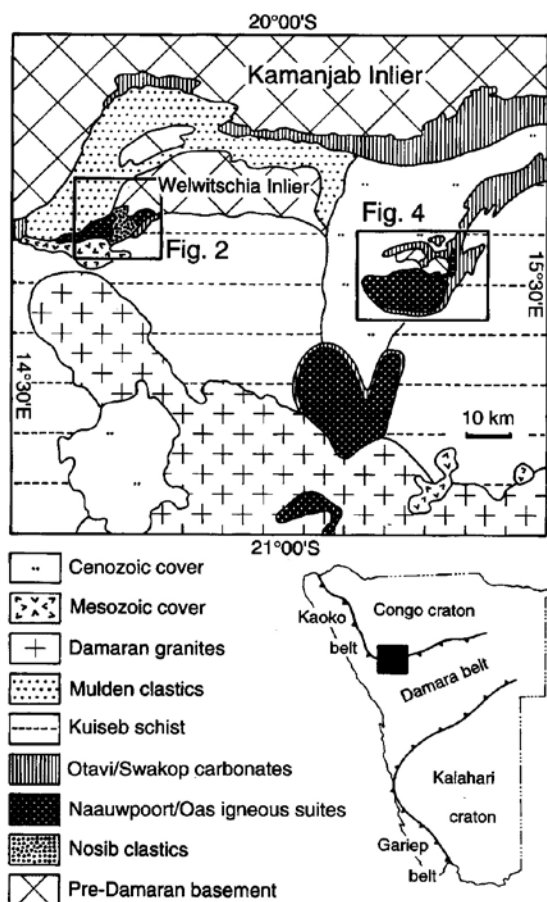 20°00'S
Kamanjab Inlier
Welwitschia Inlier
Fig. 4
Fig. 2
15°30'E
14°30'E
10 km
21°00'S
Cenozoic cover
Mesozoic cover
Damaran granites
Mulden clastics
Kuiseb schist
Otavi/Swakop carbonates
Naauwpoort/Oas igneous suites
Nosib clastics
Pre-Damaran basement
Congo craton
Kaoko
belt
Damara belt
Kalahari
craton
Gariep
belt